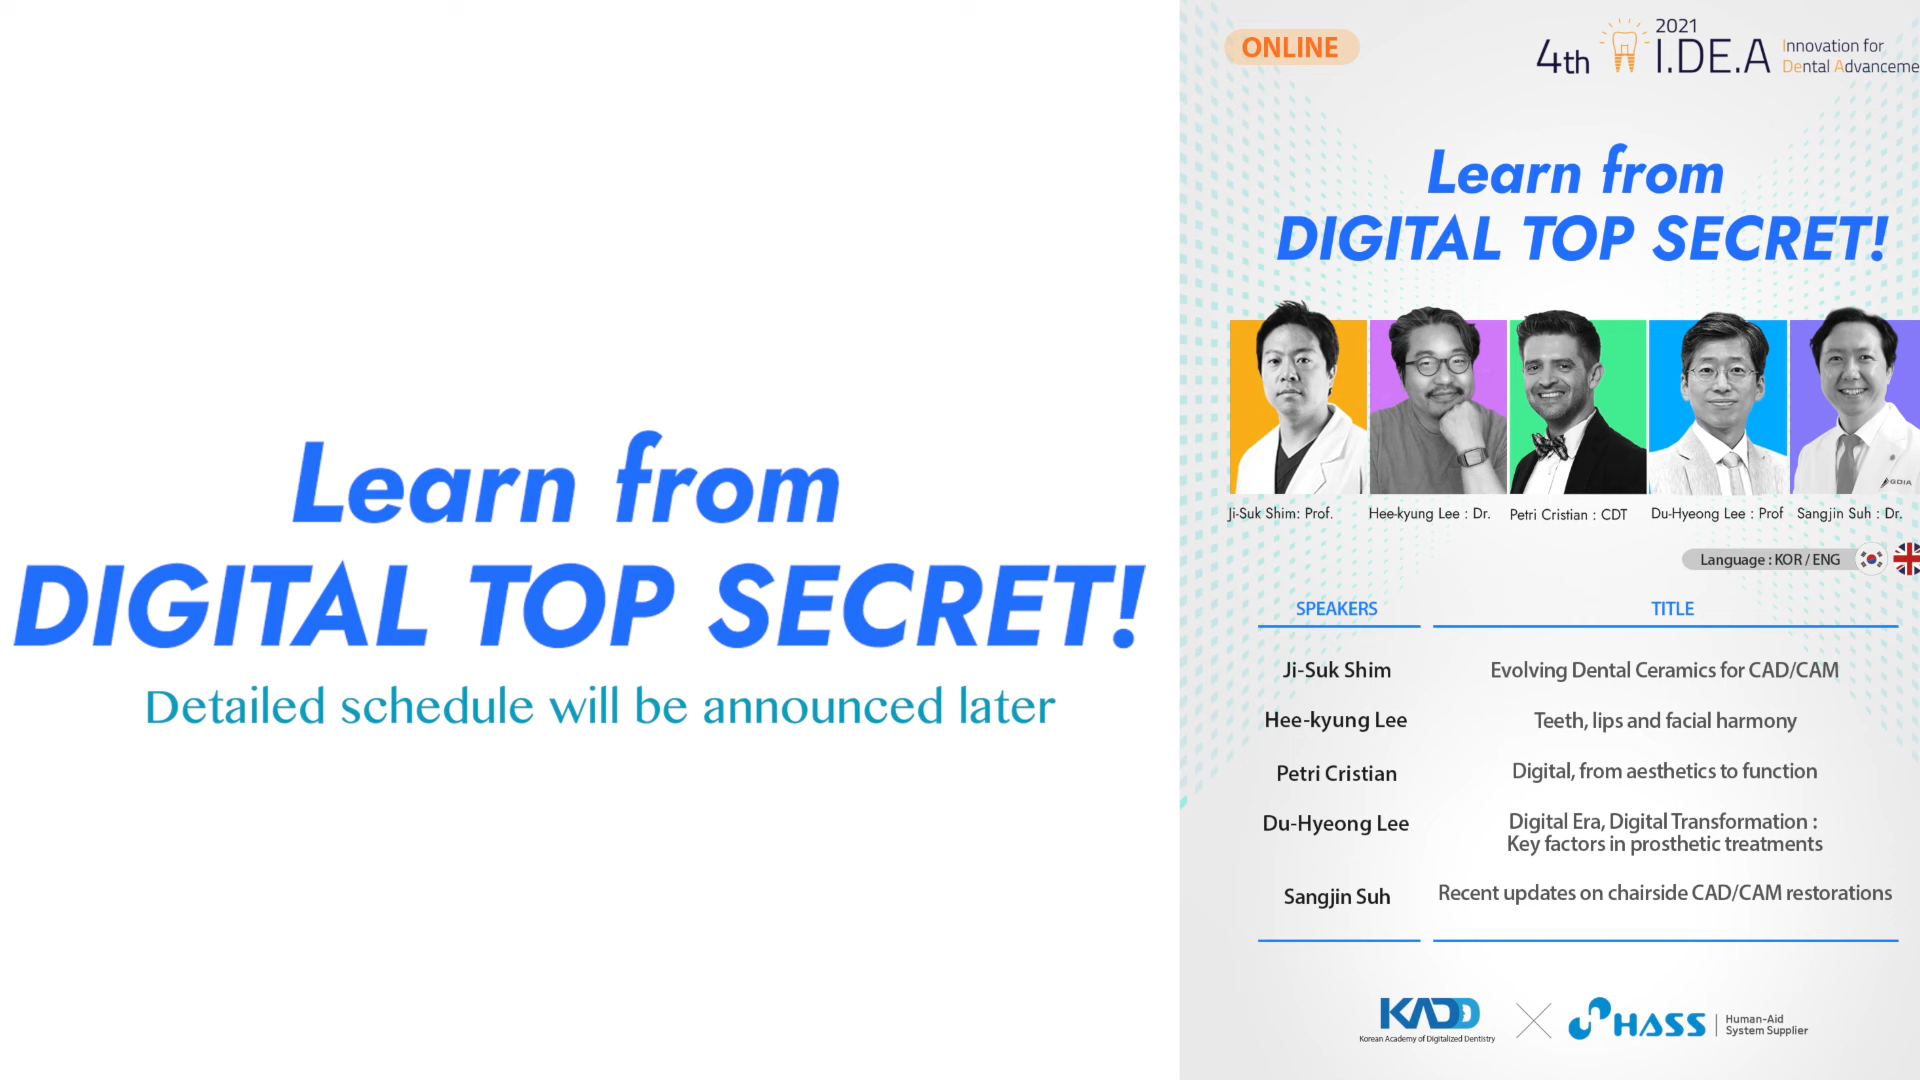 Learn from
DIGITAL TOP SECRET!
Detailed schedule will be announced later
ONLINE
4th
2021
I.DE.A
Innovation for
Dental Advanceme
Learn from
DIGITAL TOP SECRET!
GDIA
Ji-Suk Shim: Prof.
Hee-kyung Lee : Dr.
Petri Cristian : CDT
Du-Hyeong Lee : Prof
Sangjin Suh : Dr.
Language : KOR / ENG
SPEAKERS
TITLE
Ji-Suk Shim
Evolving Dental Ceramics for CAD/CAM
Hee-kyung Lee
Teeth, lips and facial harmony
Petri Cristian
Digital, from aesthetics to function
Du-Hyeong Lee
Digital Era, Digital Transformation :
Key factors in prosthetic treatments
Sangjin Suh
Recent updates on chairside CAD/CAM restorations
KADD
Korean Academy of Digitalized Dentistry
HASS
Human-Aid
System Supplier